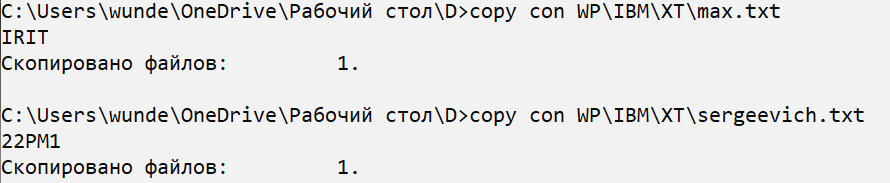 C:\Users\wunde\OneDrive\Рабочий стол\D>copy con WP\IBM\XT\max.txt
IRIT
Скопировано файлов:         1.
C:\Users\wunde\OneDrive\Рабочий стол\D>copy con WP\IBM\XT\sergeevich.txt
22PM1
Скопировано файлов:         1.